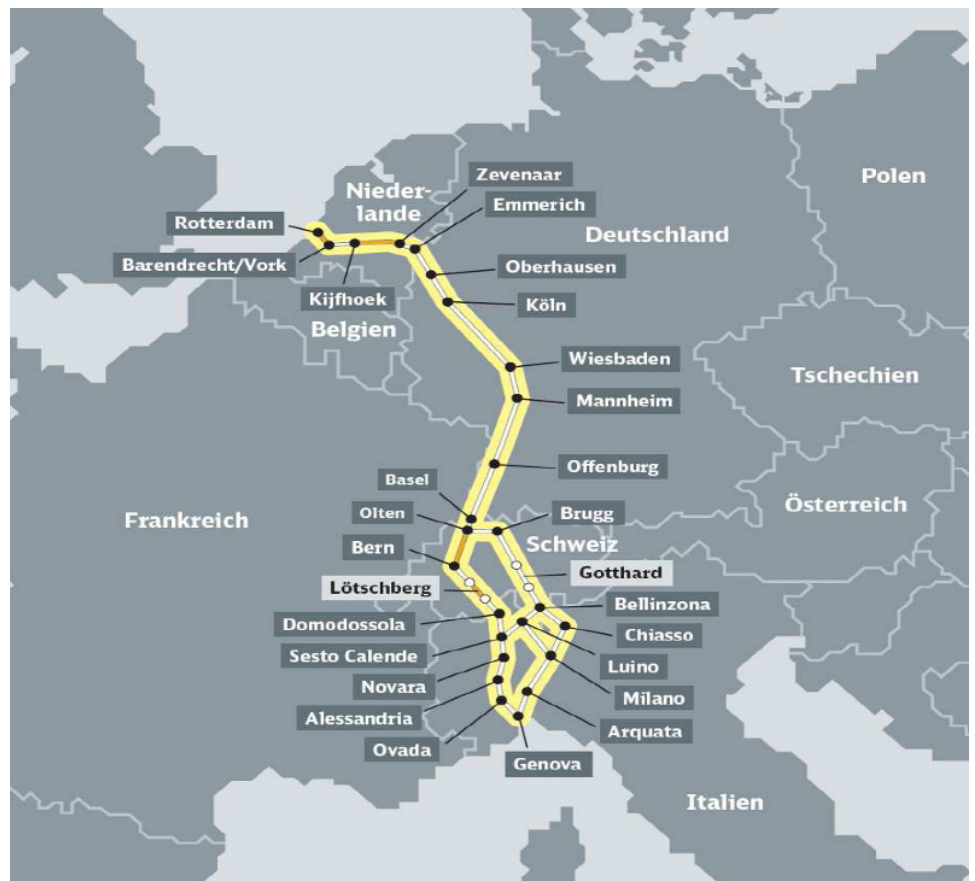 Zevenaar
Nieder-
lande
Polen
Emmerich
Rotterdam
Deutschland
Barendrecht/Vork
Oberhausen
Kijfhoek
Köln
Belgien
Wiesbaden
Tschechien
Mannheim
Offenburg
Basel
Österreich
Olten
Brugg
Frankreich
Schweiz
Bern
Gotthard
Lötschberg
Bellinzona
Domodossola
Chiasso
Sesto Calende
Luino
Novara
Milano
Alessandria
Arquata
Ovada
Genova
Italien